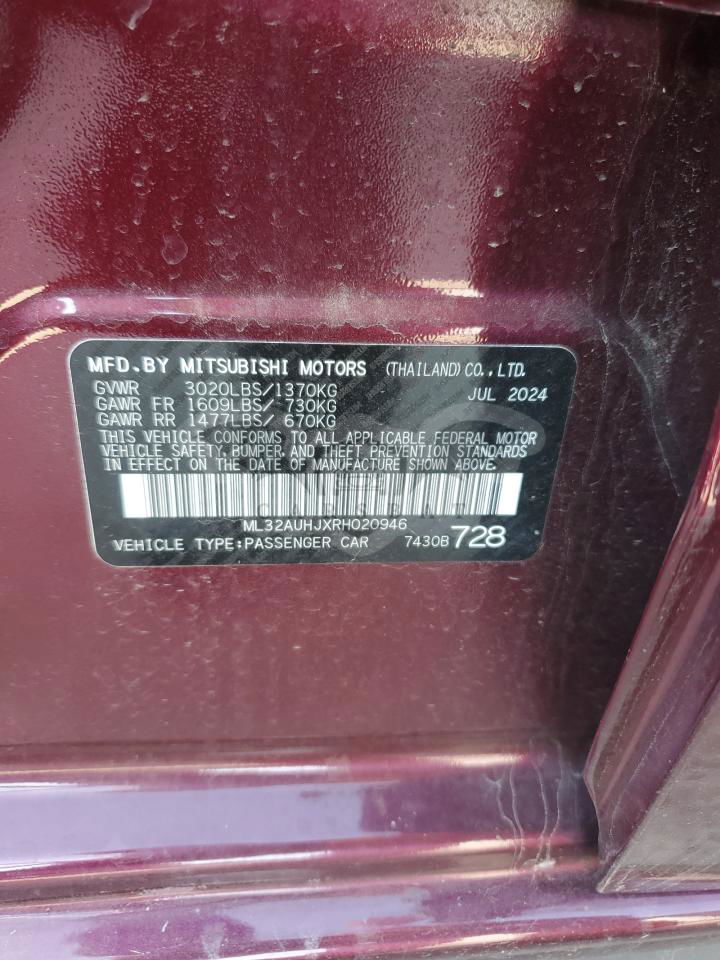 MFD.BY MITSUBISHI MOTORS (THAILAND)CO.,LTD.
GVWR 3020LBS/1370KG JUL 2024
GAWR FR 1609LBS/ 730KG
GAWR RR 1477LBS/ 670KG
THIS VEHICLE CONFORMS TO ALL APPLICABLE FEDERAL MOTOR
VEHICLE SAFETY, BUMPER, AND THEFT PREVENTION STANDARDS
IN EFFECT ON THE DATE OF MANUFACTURE SHOWN ABOVE.
ML32AUHJXRH020946
VEHICLE TYPE:PASSENGER CAR 7430B 728